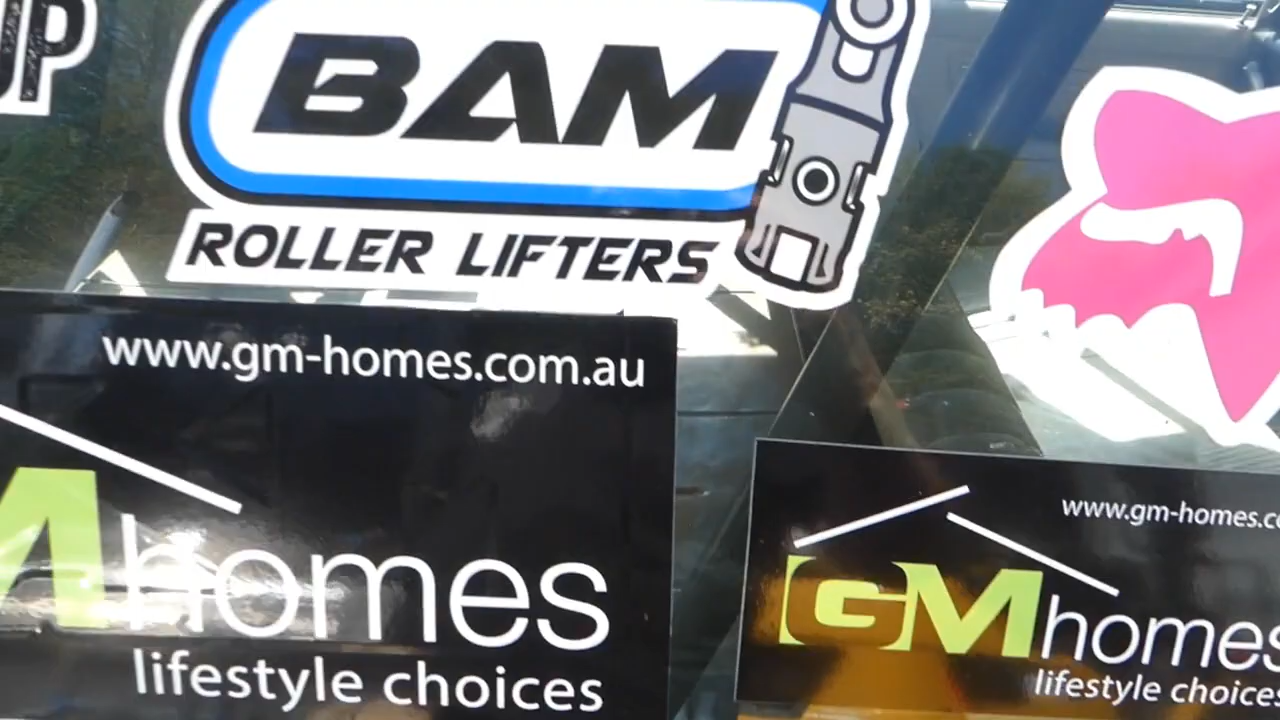 UP
BAM
ROLLER LIFTERS
www.gm-homes.com.au
M homes
lifestyle choices
www.gm-homes.co
GM homes
lifestyle choices